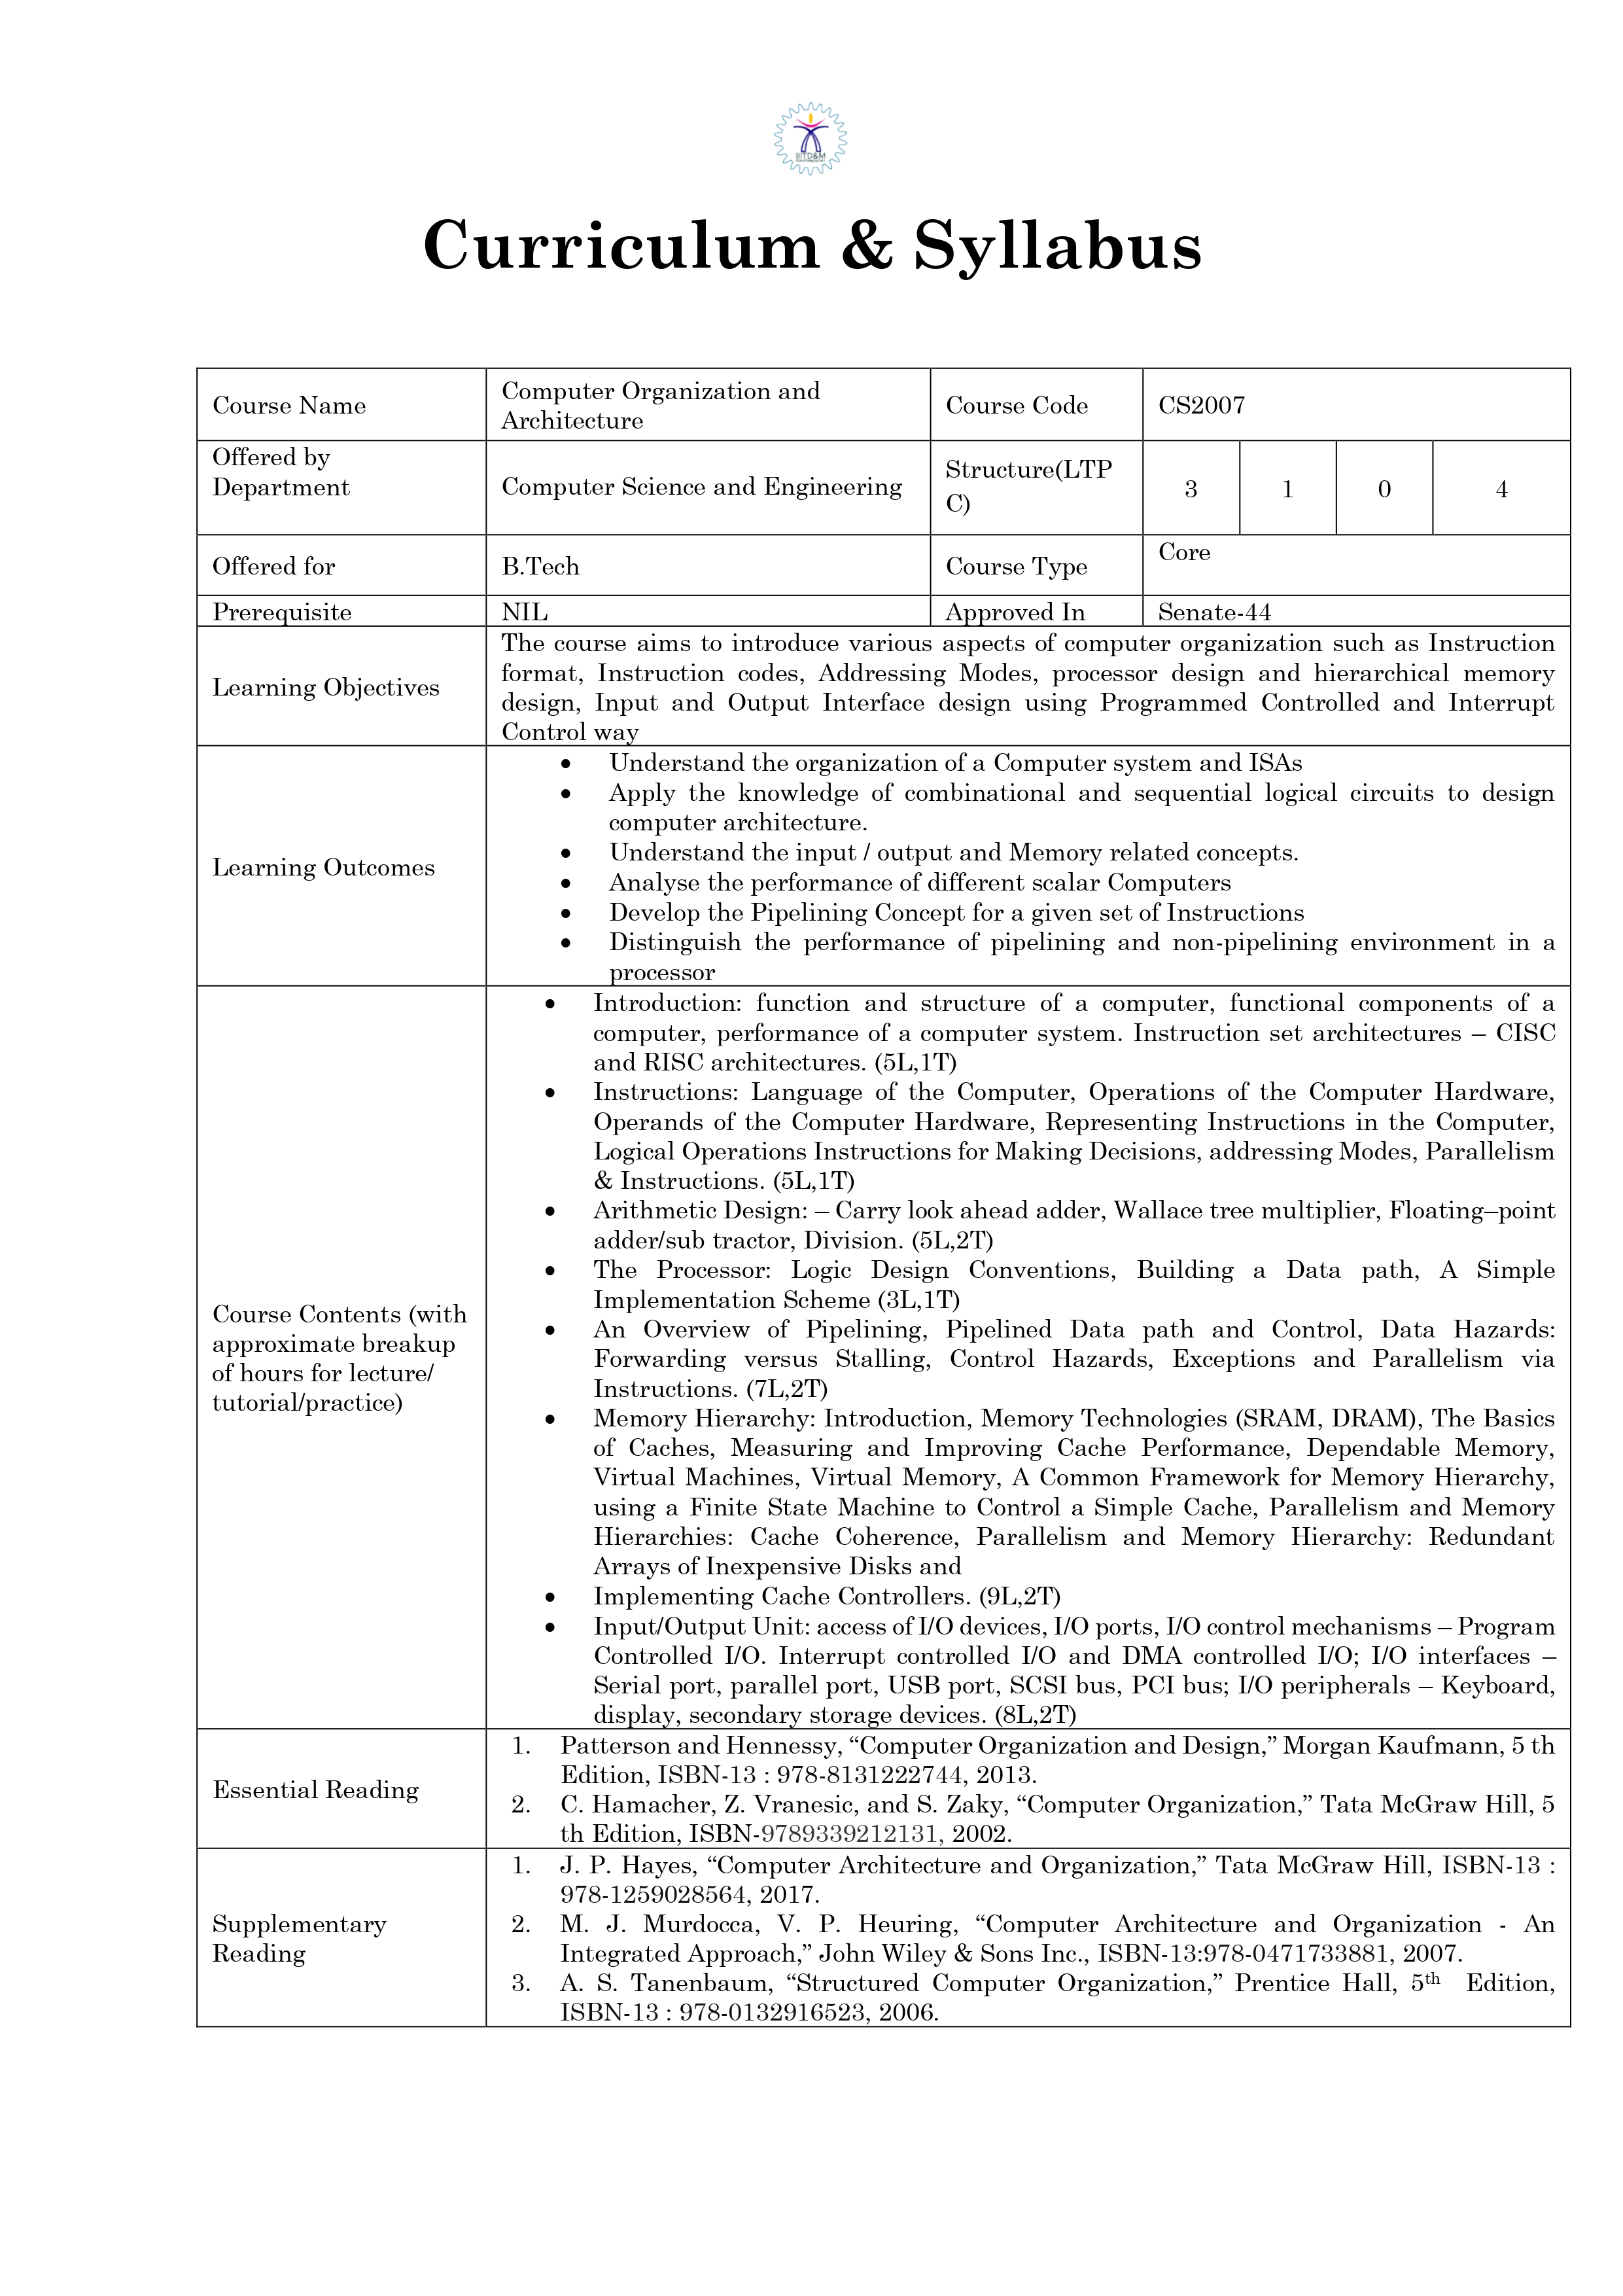 IIITD&M
Curriculum & Syllabus
Course Name
Computer Organization and
Architecture
Course Code
CS2007
Offered by
Department
Computer Science and Engineering
Structure(LTP
C)
3
1
0
4
Offered for
B.Tech
Course Type
Core
Prerequisite
NIL
Approved In
Senate-44
Learning Objectives
The course aims to introduce various aspects of computer organization such as Instruction
format, Instruction codes, Addressing Modes, processor design and hierarchical memory
design, Input and Output Interface design using Programmed Controlled and Interrupt
Control way
Learning Outcomes
• Understand the organization of a Computer system and ISAs
• Apply the knowledge of combinational and sequential logical circuits to design
computer architecture.
• Understand the input / output and Memory related concepts.
• Analyse the performance of different scalar Computers
• Develop the Pipelining Concept for a given set of Instructions
• Distinguish the performance of pipelining and non-pipelining environment in a
processor
Course Contents (with
approximate breakup
of hours for lecture/
tutorial/practice)
• Introduction: function and structure of a computer, functional components of a
computer, performance of a computer system. Instruction set architectures – CISC
and RISC architectures. (5L,1T)
• Instructions: Language of the Computer, Operations of the Computer Hardware,
Operands of the Computer Hardware, Representing Instructions in the Computer,
Logical Operations Instructions for Making Decisions, addressing Modes, Parallelism
& Instructions. (5L,1T)
• Arithmetic Design: – Carry look ahead adder, Wallace tree multiplier, Floating–point
adder/sub tractor, Division. (5L,2T)
• The Processor: Logic Design Conventions, Building a Data path, A Simple
Implementation Scheme (3L,1T)
• An Overview of Pipelining, Pipelined Data path and Control, Data Hazards:
Forwarding versus Stalling, Control Hazards, Exceptions and Parallelism via
Instructions. (7L,2T)
• Memory Hierarchy: Introduction, Memory Technologies (SRAM, DRAM), The Basics
of Caches, Measuring and Improving Cache Performance, Dependable Memory,
Virtual Machines, Virtual Memory, A Common Framework for Memory Hierarchy,
using a Finite State Machine to Control a Simple Cache, Parallelism and Memory
Hierarchies: Cache Coherence, Parallelism and Memory Hierarchy: Redundant
Arrays of Inexpensive Disks and
• Implementing Cache Controllers. (9L,2T)
• Input/Output Unit: access of I/O devices, I/O ports, I/O control mechanisms – Program
Controlled I/O. Interrupt controlled I/O and DMA controlled I/O; I/O interfaces –
Serial port, parallel port, USB port, SCSI bus, PCI bus; I/O peripherals – Keyboard,
display, secondary storage devices. (8L,2T)
Essential Reading
1. Patterson and Hennessy, “Computer Organization and Design,” Morgan Kaufmann, 5 th
Edition, ISBN-13 : 978-8131222744, 2013.
2. C. Hamacher, Z. Vranesic, and S. Zaky, “Computer Organization,” Tata McGraw Hill, 5
th Edition, ISBN-9789339212131, 2002.
Supplementary
Reading
1. J. P. Hayes, “Computer Architecture and Organization,” Tata McGraw Hill, ISBN-13 :
978-1259028564, 2017.
2. M. J. Murdocca, V. P. Heuring, “Computer Architecture and Organization - An
Integrated Approach,” John Wiley & Sons Inc., ISBN-13:978-0471733881, 2007.
3. A. S. Tanenbaum, “Structured Computer Organization,” Prentice Hall, 5th Edition,
ISBN-13 : 978-0132916523, 2006.